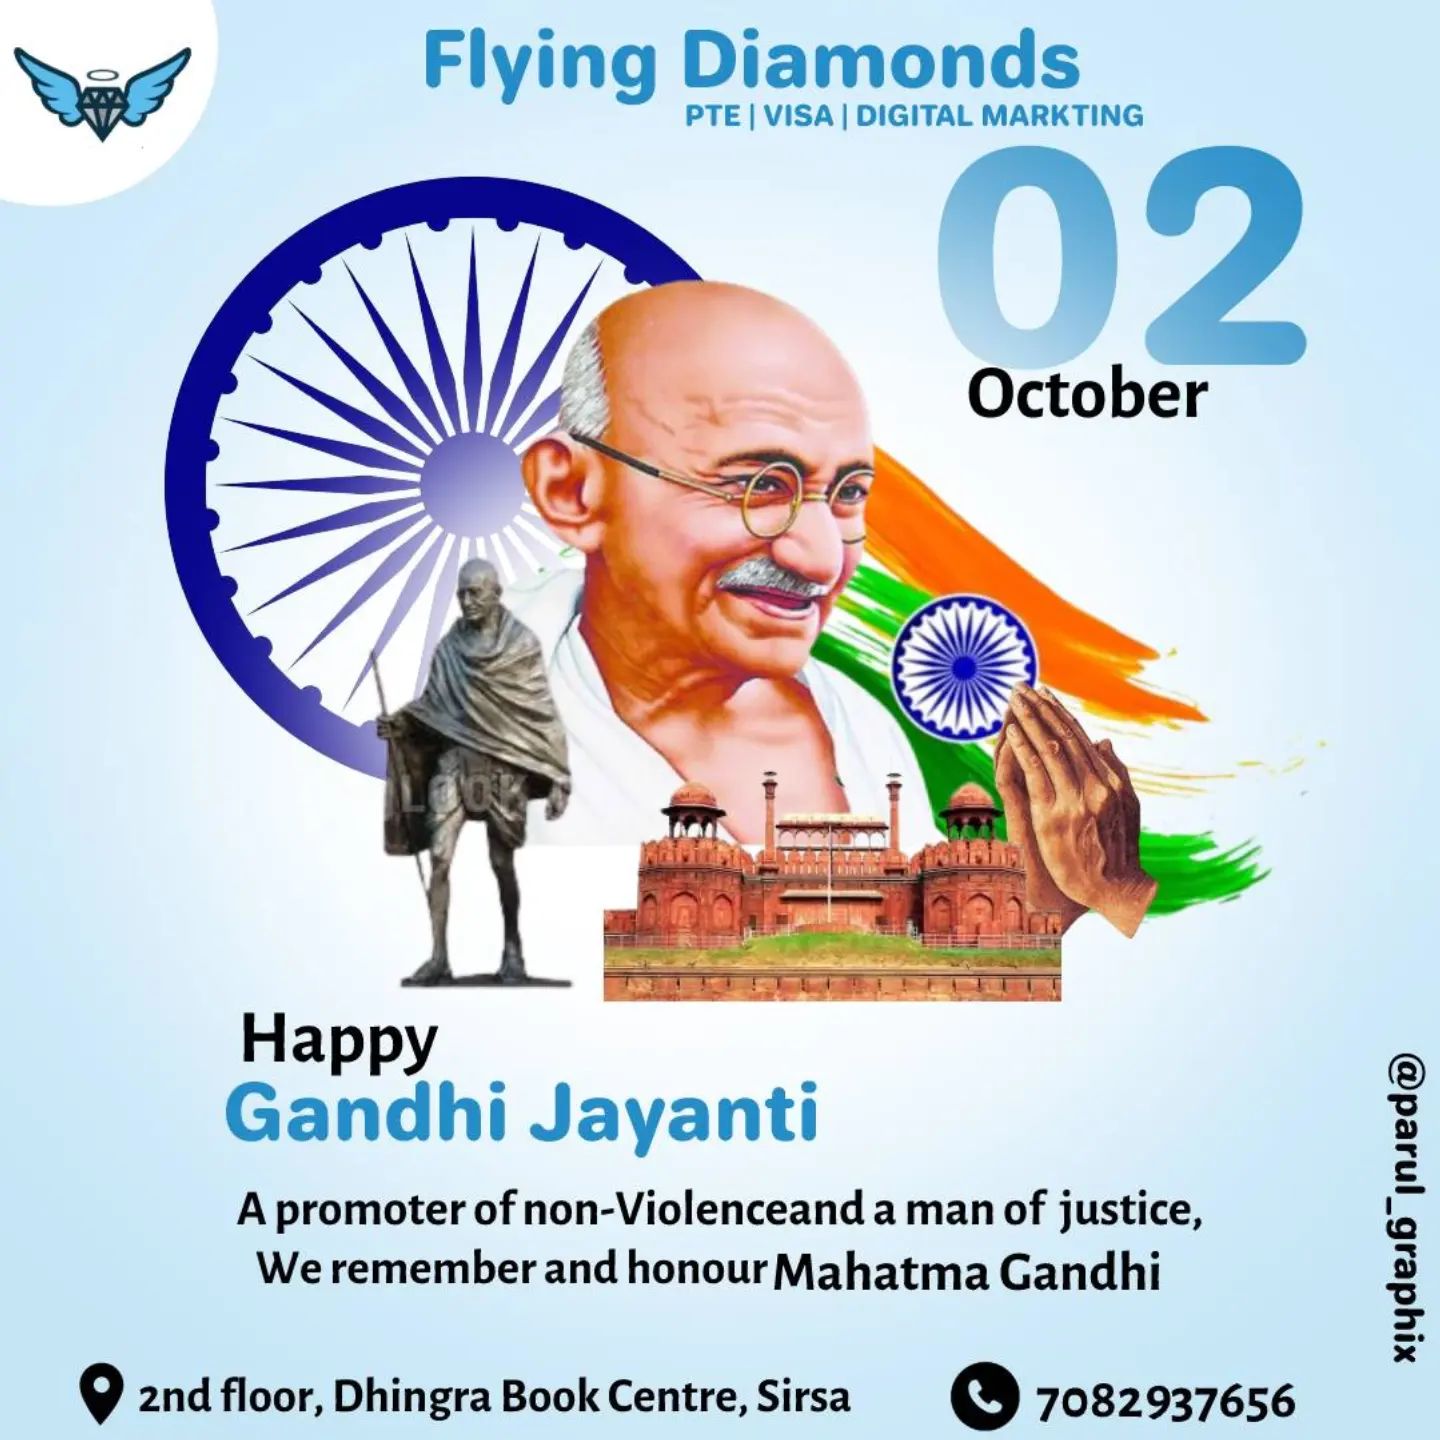 Flying Diamonds
PTE | VISA | DIGITAL MARKTING
02
October
LOOK
Happy
Gandhi Jayanti
A promoter of non-Violenceand a man of justice,
We remember and honour Mahatma Gandhi
@parul_graphix
2nd floor, Dhingra Book Centre, Sirsa
7082937656